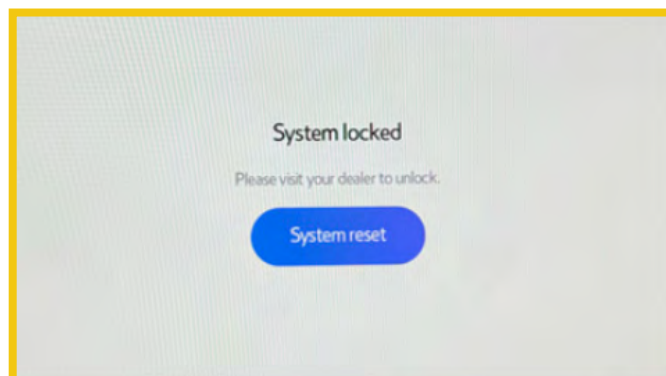 System locked
Please visit your dealer to unlock.
System reset